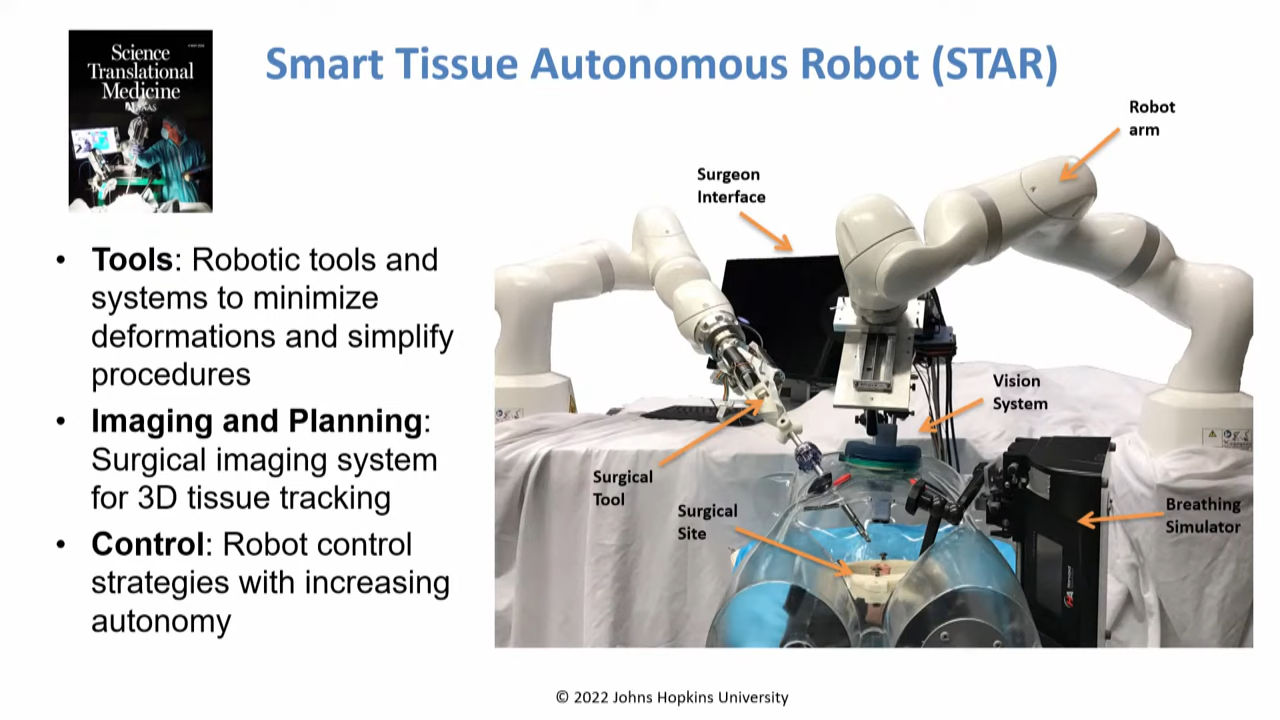 Science
Translational
Medicine
AAAS
Smart Tissue Autonomous Robot (STAR)
• Tools: Robotic tools and
systems to minimize
deformations and simplify
procedures
• Imaging and Planning:
Surgical imaging system
for 3D tissue tracking
• Control: Robot control
strategies with increasing
autonomy
Robot
arm
Surgeon
Interface
Vision
System
Surgical
Tool
Surgical
Site
Breathing
Simulator
© 2022 Johns Hopkins University